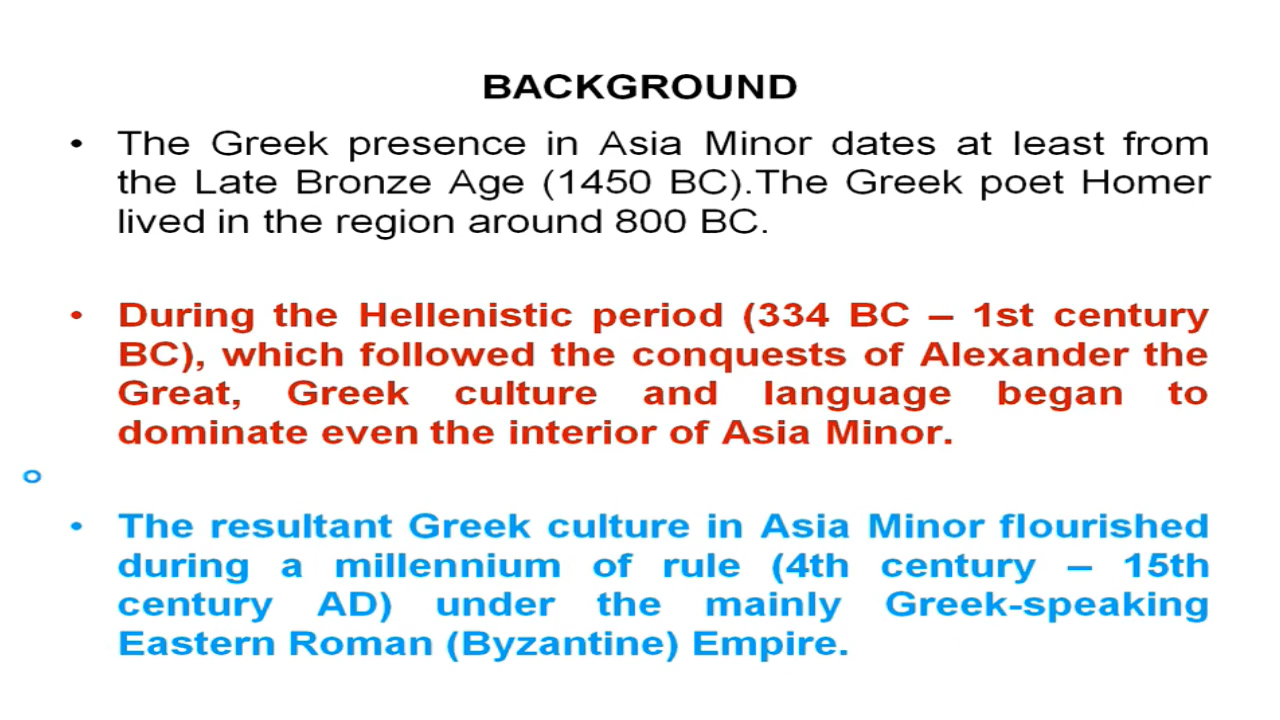 BACKGROUND
• The Greek presence in Asia Minor dates at least from
the Late Bronze Age (1450 BC).The Greek poet Homer
lived in the region around 800 BC.
• During the Hellenistic period (334 BC – 1st century
BC), which followed the conquests of Alexander the
Great, Greek culture and language began to
dominate even the interior of Asia Minor.
• The resultant Greek culture in Asia Minor flourished
during a millennium of rule (4th century – 15th
century AD) under the mainly Greek-speaking
Eastern Roman (Byzantine) Empire.